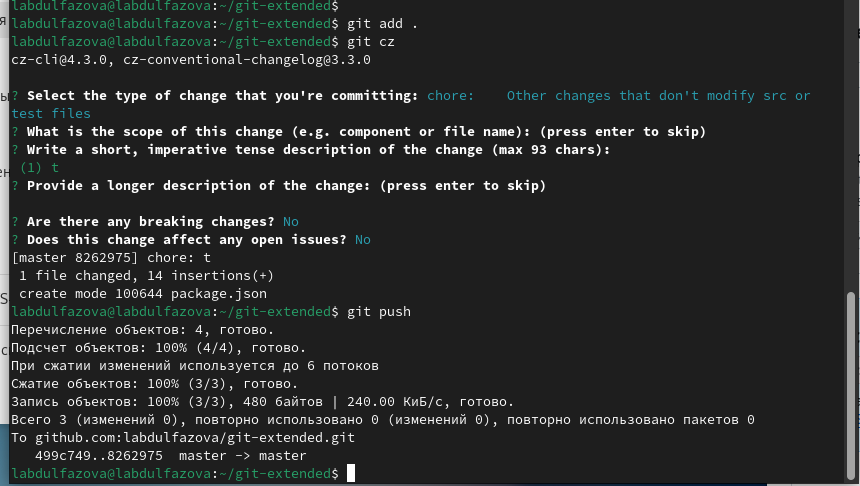 labdulfazova@labdulfazova:~/git-extended$
labdulfazova@labdulfazova:~/git-extended$ git add .
labdulfazova@labdulfazova:~/git-extended$ git cz
cz-cli@4.3.0, cz-conventional-changelog@3.3.0
? Select the type of change that you're committing: chore:    Other changes that don't modify src or
test files
? What is the scope of this change (e.g. component or file name): (press enter to skip)
? Write a short, imperative tense description of the change (max 93 chars):
 (1) t
? Provide a longer description of the change: (press enter to skip)
? Are there any breaking changes? No
? Does this change affect any open issues? No
[master 8262975] chore: t
 1 file changed, 14 insertions(+)
 create mode 100644 package.json
labdulfazova@labdulfazova:~/git-extended$ git push
Перечисление объектов: 4, готово.
Подсчет объектов: 100% (4/4), готово.
При сжатии изменений используется до 6 потоков
Сжатие объектов: 100% (3/3), готово.
Запись объектов: 100% (3/3), 480 байтов | 240.00 КиБ/с, готово.
Всего 3 (изменений 0), повторно использовано 0 (изменений 0), повторно использовано пакетов 0
To github.com:labdulfazova/git-extended.git
   499c749..8262975  master -> master
labdulfazova@labdulfazova:~/git-extended$